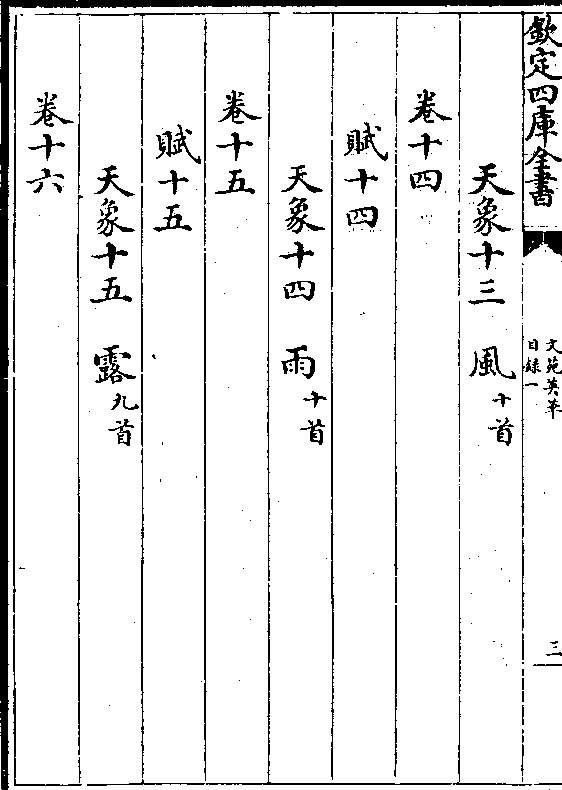 欽定四庫全書
文苑英華
目録一
三
天象十三 風十首
卷十四
賦十四
天象十四 雨十首
卷十五
賦十五
天象十五 露九首
卷十六